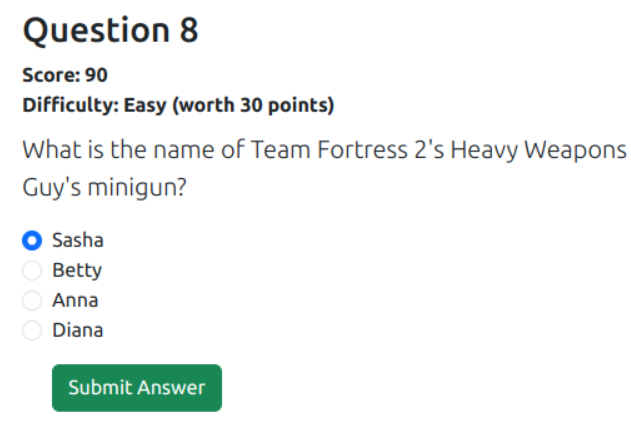 Question 8
Score: 90
Difficulty: Easy (worth 30 points)
What is the name of Team Fortress 2's Heavy Weapons
Guy's minigun?
Sasha
Betty
Anna
Diana
Submit Answer